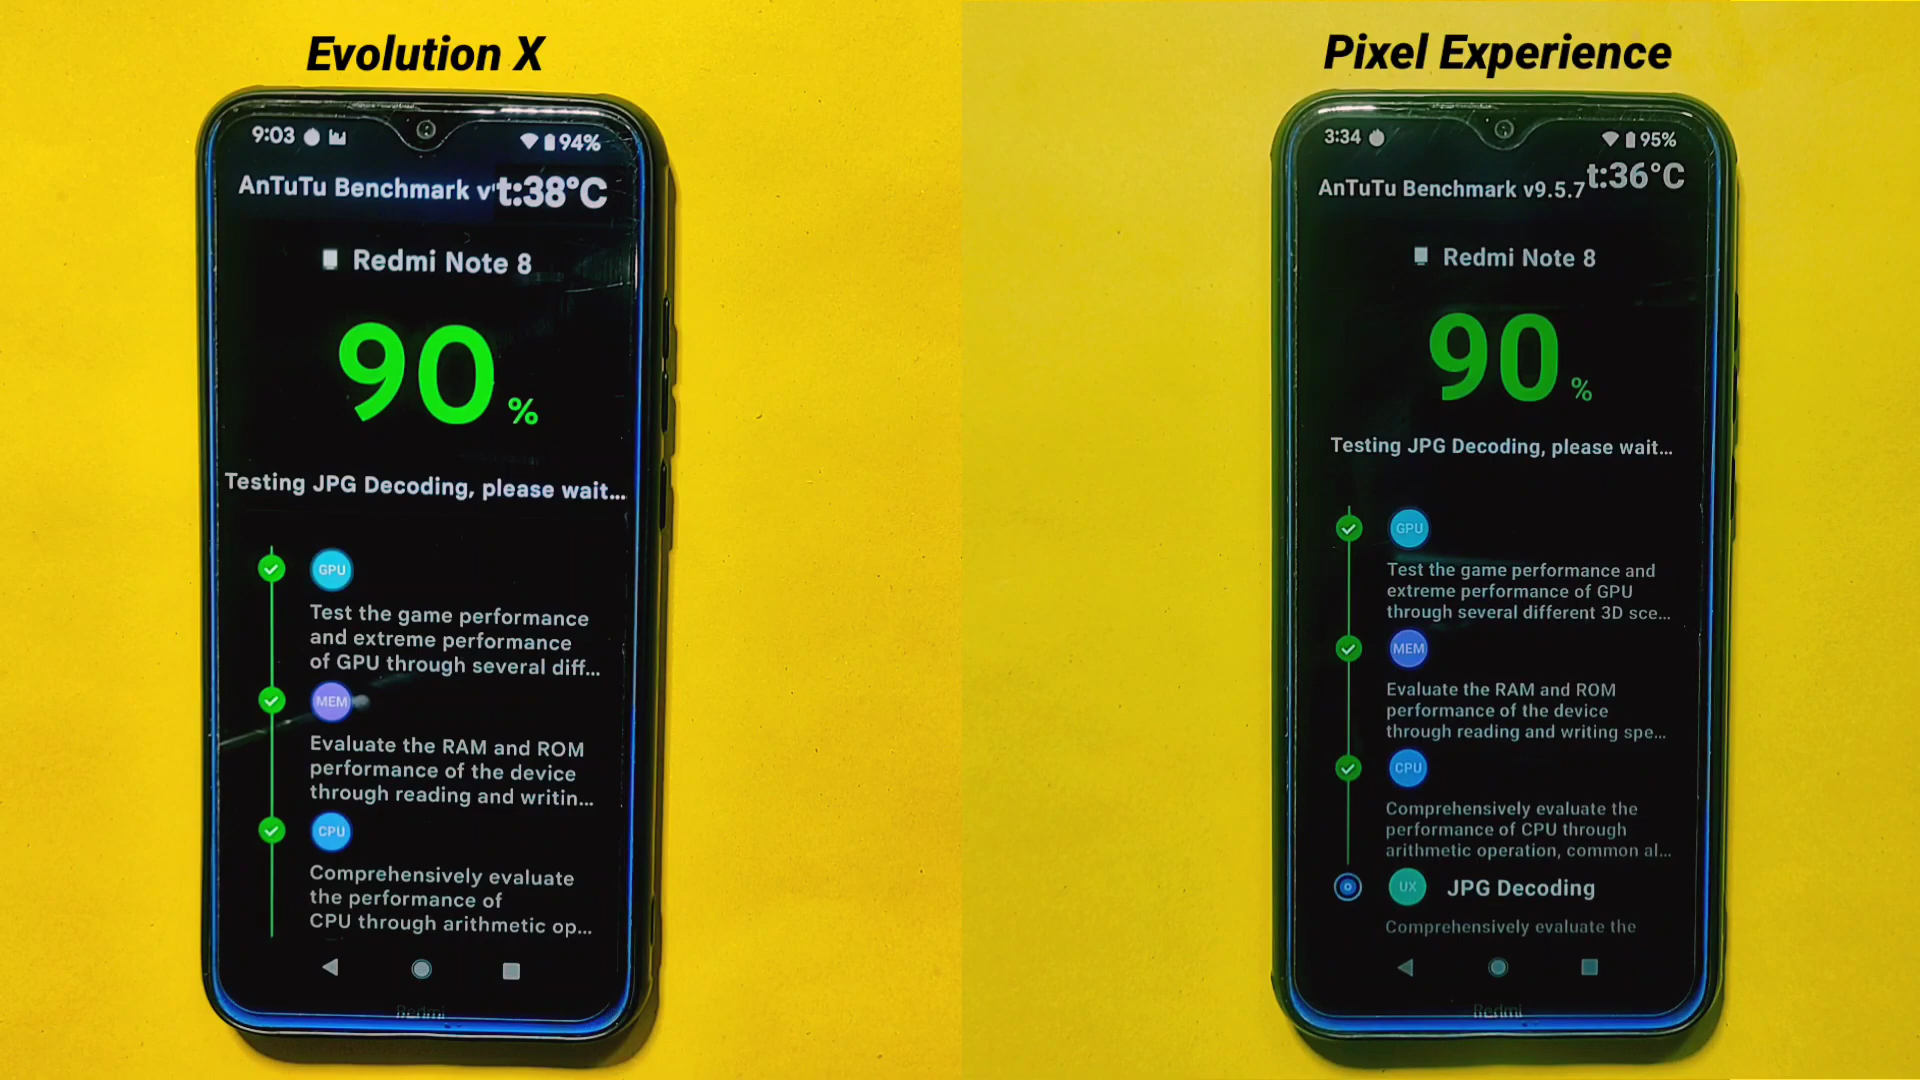 Evolution X
9:03
94%
AnTuTu Benchmark v
t:38°C
Redmi Note 8
90 %
Testing JPG Decoding, please wait...
GPU
Test the game performance
and extreme performance
of GPU through several diff...
MEM
Evaluate the RAM and ROM
performance of the device
through reading and writin...
CPU
Comprehensively evaluate
the performance of
CPU through arithmetic op...
Redmi
Pixel Experience
3:34
95%
AnTuTu Benchmark v9.5.7
t:36°C
Redmi Note 8
90 %
Testing JPG Decoding, please wait...
GPU
Test the game performance and
extreme performance of GPU
through several different 3D sce...
MEM
Evaluate the RAM and ROM
performance of the device
through reading and writing spe...
CPU
Comprehensively evaluate the
performance of CPU through
arithmetic operation, common al...
UX JPG Decoding
Comprehensively evaluate the
Redmi